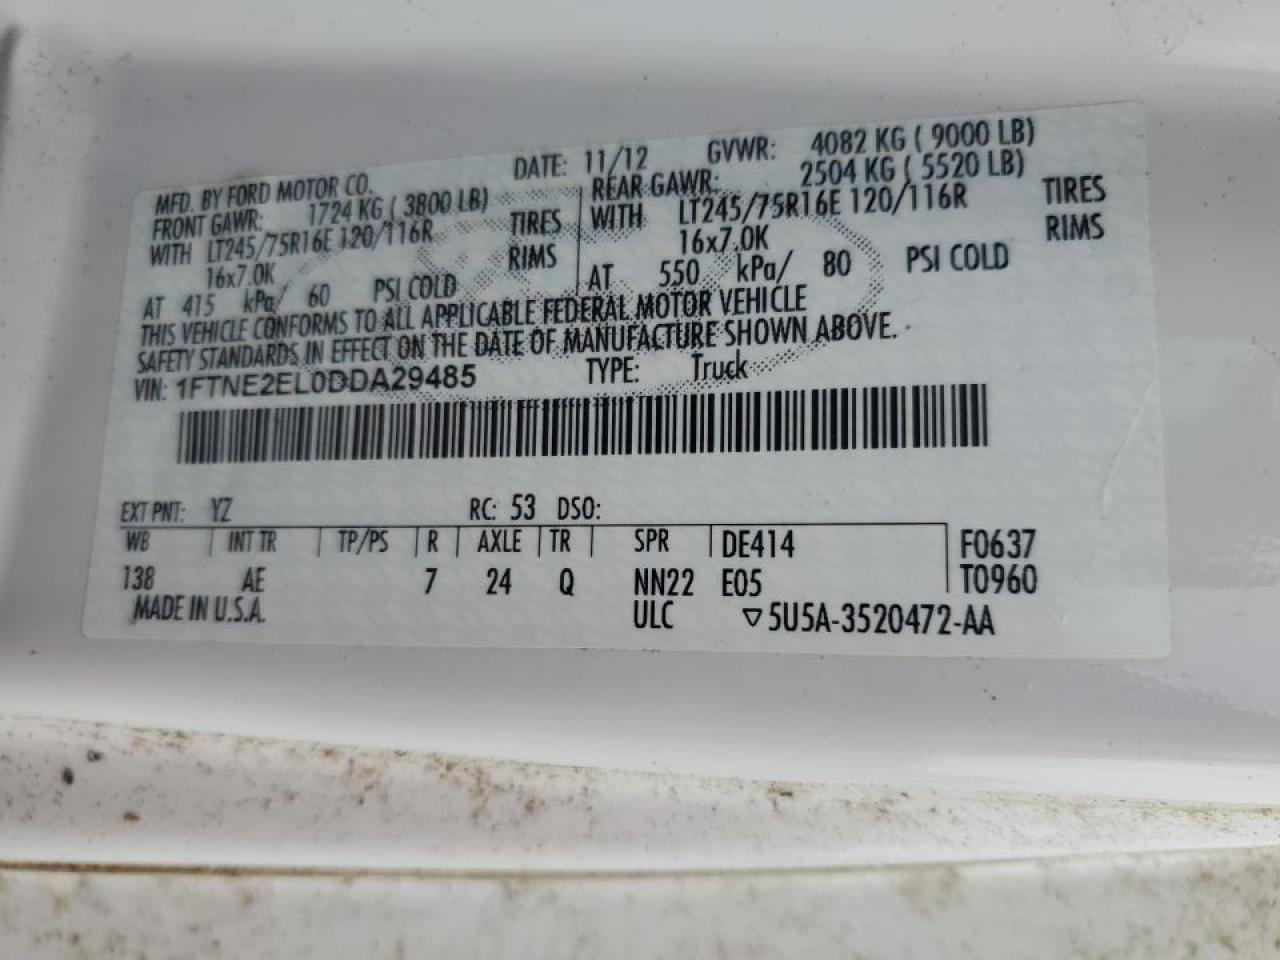 MFD. BY FORD MOTOR CO. DATE: 11/12 GVWR: 4082 KG ( 9000 LB)
FRONT GAWR: 1724 KG ( 3800 LB) REAR GAWR: 2504 KG ( 5520 LB)
WITH LT245/75R16E 120/116R TIRES WITH LT245/75R16E 120/116R TIRES
16x7.0K RIMS 16x7.0K RIMS
AT 415 kPa/ 60 PSI COLD AT 550 kPa/ 80 PSI COLD
THIS VEHICLE CONFORMS TO ALL APPLICABLE FEDERAL MOTOR VEHICLE
SAFETY STANDARDS IN EFFECT ON THE DATE OF MANUFACTURE SHOWN ABOVE.
VIN: 1FTNE2EL0DDA29485 TYPE: Truck
EXT PNT: YZ RC: 53 DSO:
WB INT TR TP/PS R AXLE TR SPR DE414 F0637
138 AE 7 24 Q NN22 E05 T0960
MADE IN U.S.A. ULC ▽5U5A-3520472-AA